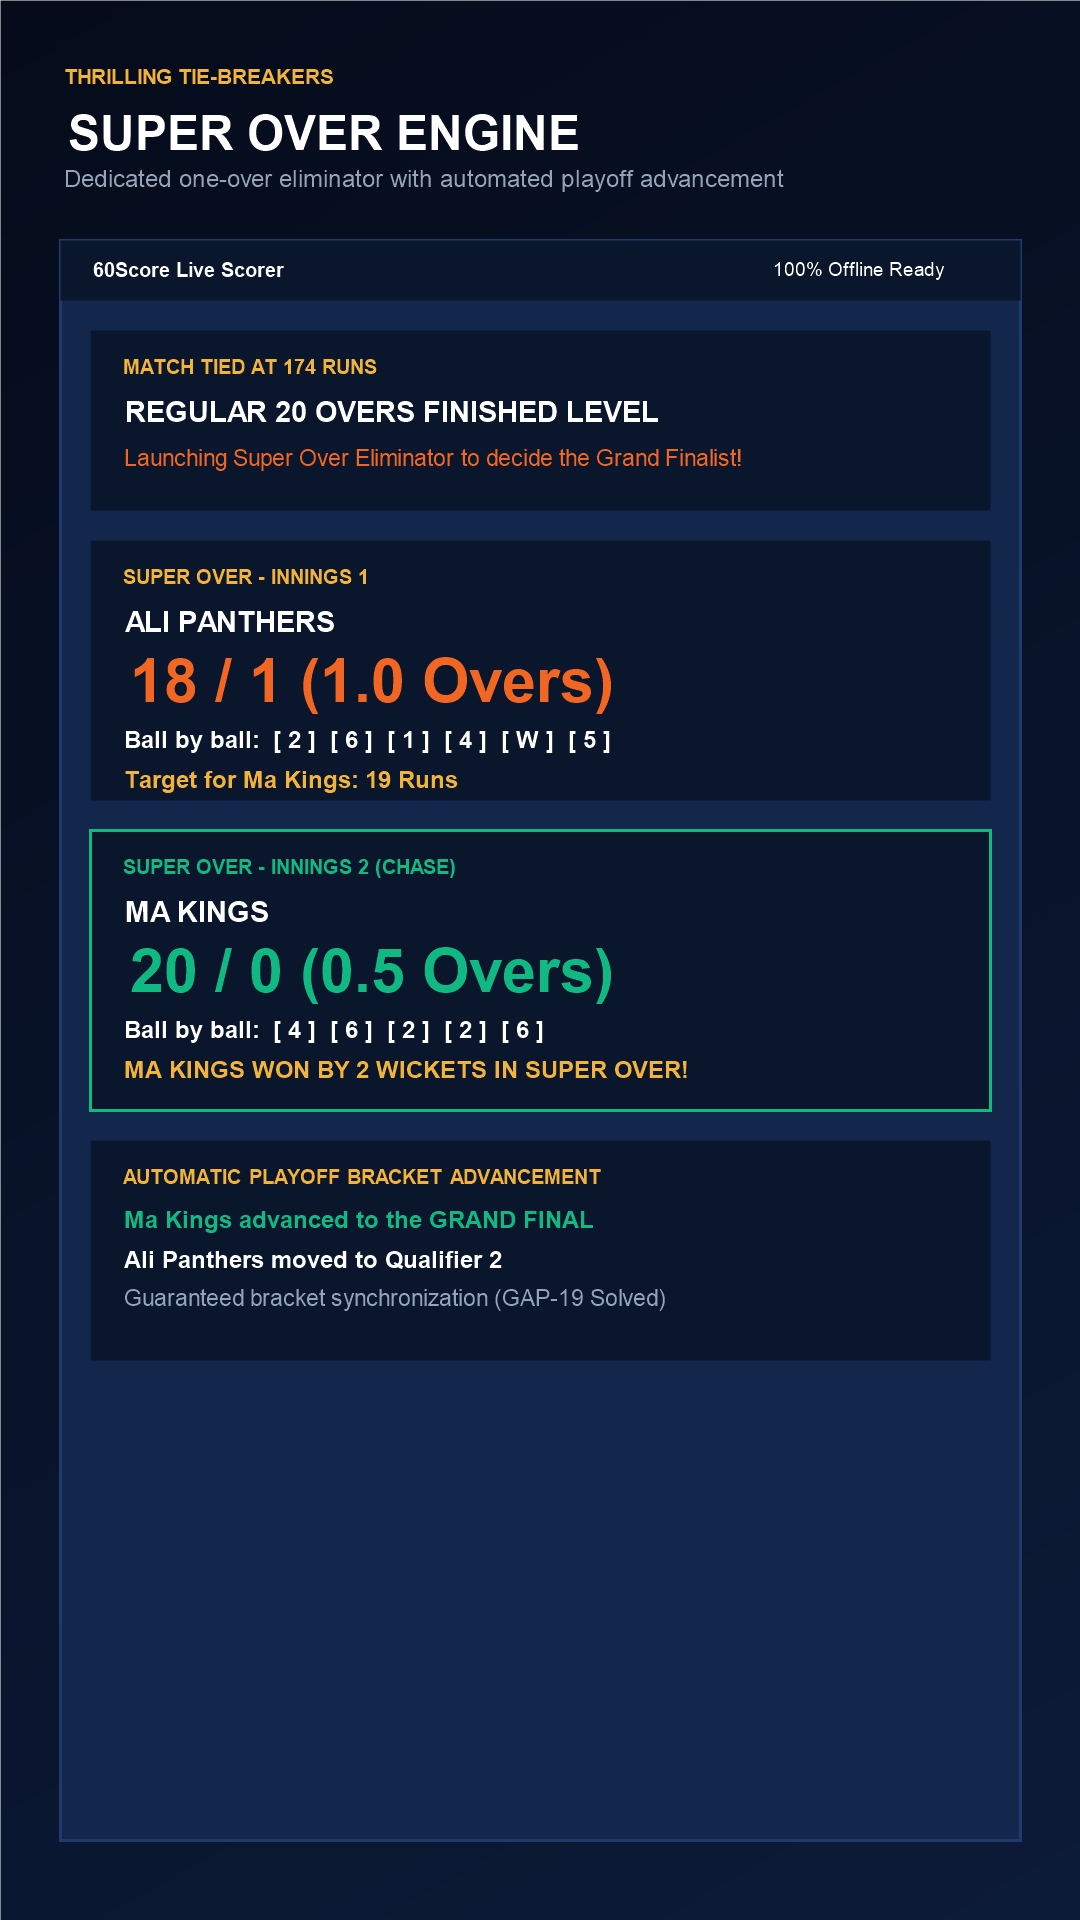 THRILLING TIE-BREAKERS
SUPER OVER ENGINE
Dedicated one-over eliminator with automated playoff advancement
60Score Live Scorer
100% Offline Ready
MATCH TIED AT 174 RUNS
REGULAR 20 OVERS FINISHED LEVEL
Launching Super Over Eliminator to decide the Grand Finalist!
SUPER OVER - INNINGS 1
ALI PANTHERS
18 / 1 (1.0 Overs)
Ball by ball: [ 2 ] [ 6 ] [ 1 ] [ 4 ] [ W ] [ 5 ]
Target for Ma Kings: 19 Runs
SUPER OVER - INNINGS 2 (CHASE)
MA KINGS
20 / 0 (0.5 Overs)
Ball by ball: [ 4 ] [ 6 ] [ 2 ] [ 2 ] [ 6 ]
MA KINGS WON BY 2 WICKETS IN SUPER OVER!
AUTOMATIC PLAYOFF BRACKET ADVANCEMENT
Ma Kings advanced to the GRAND FINAL
Ali Panthers moved to Qualifier 2
Guaranteed bracket synchronization (GAP-19 Solved)